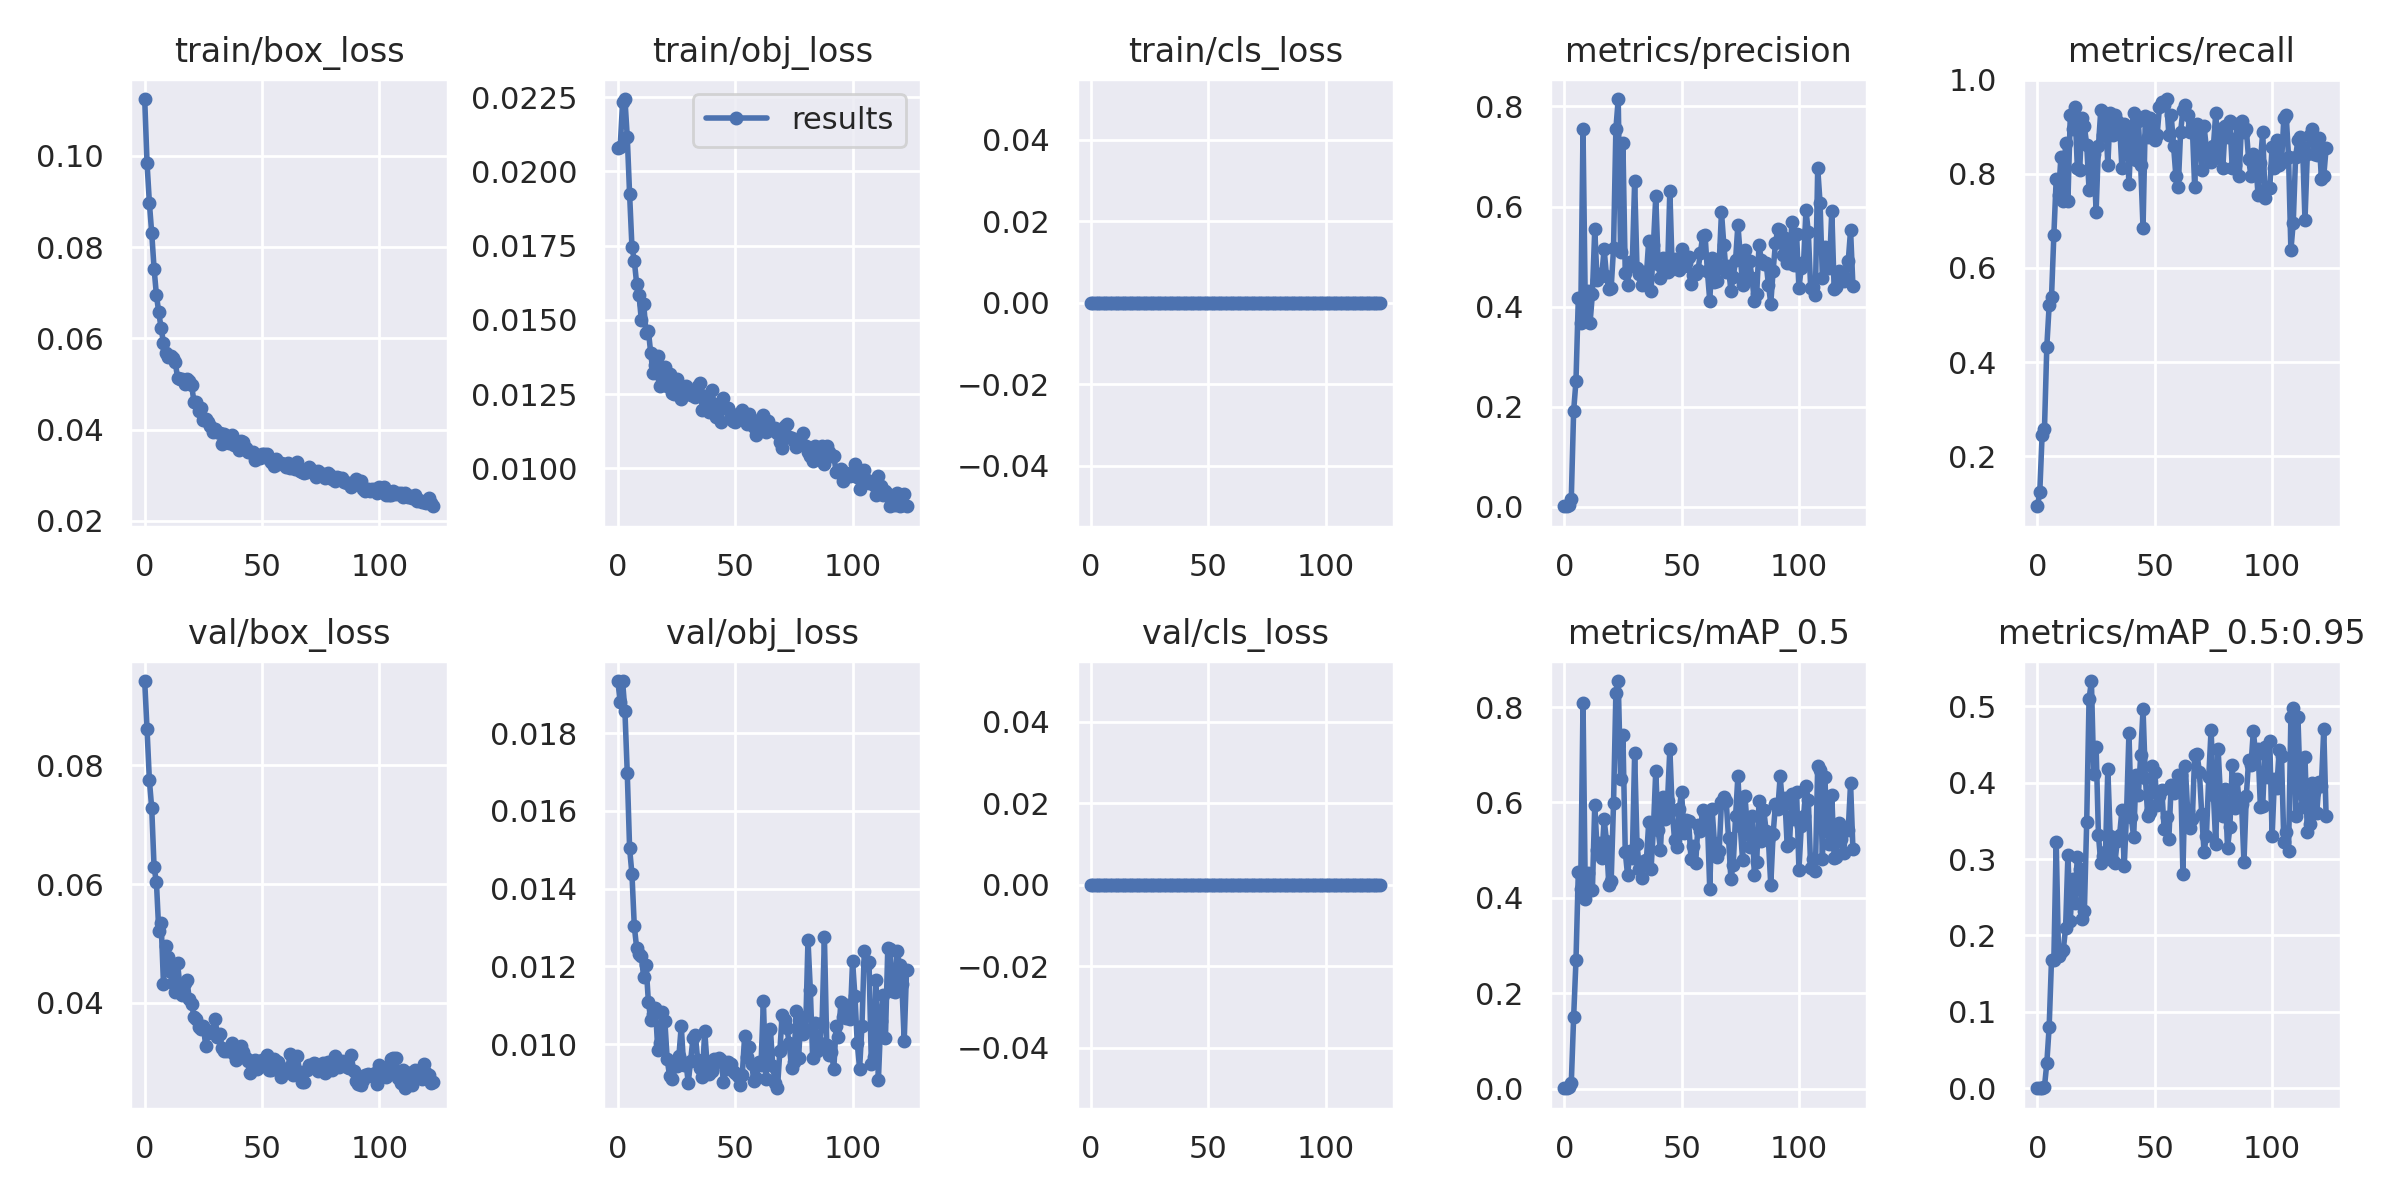 train/box_loss
0.10
0.08
0.06
0.04
0.02
0 50 100
train/obj_loss
results
0.0225
0.0200
0.0175
0.0150
0.0125
0.0100
0 50 100
train/cls_loss
0.04
0.02
0.00
−0.02
−0.04
0 50 100
metrics/precision
0.8
0.6
0.4
0.2
0.0
0 50 100
metrics/recall
1.0
0.8
0.6
0.4
0.2
0 50 100
val/box_loss
0.08
0.06
0.04
0 50 100
val/obj_loss
0.018
0.016
0.014
0.012
0.010
0 50 100
val/cls_loss
0.04
0.02
0.00
−0.02
−0.04
0 50 100
metrics/mAP_0.5
0.8
0.6
0.4
0.2
0.0
0 50 100
metrics/mAP_0.5:0.95
0.5
0.4
0.3
0.2
0.1
0.0
0 50 100